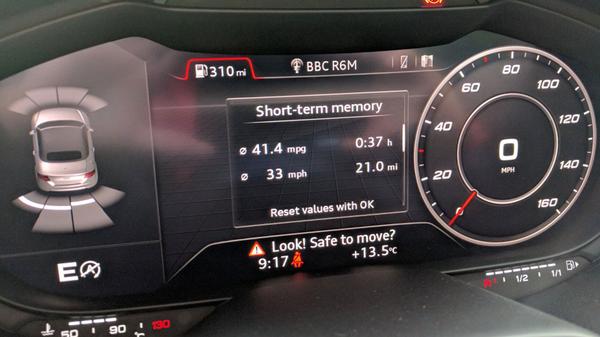 310 mi
BBC R6M
Short-term memory
Ø 41.4 mpg 0:37 h
Ø 33 mph 21.0 mi
Reset values with OK
Look! Safe to move?
9:17 +13.5°C
E A
50 90 130 °C
20 40 60 80 100 120 140 160
0
MPH
R 1/2 1/1